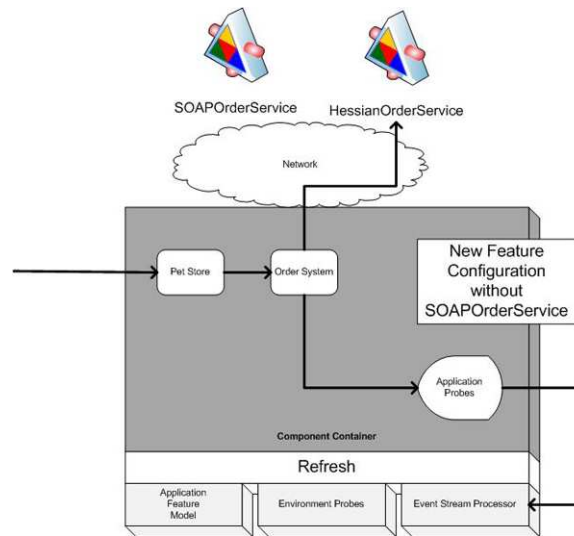 SOAPOrderService
HessianOrderService
Network
Pet Store
Order System
New Feature
Configuration
without
SOAPOrderService
Application
Probes
Component Container
Refresh
Application
Feature
Model
Environment Probes
Event Stream Processor